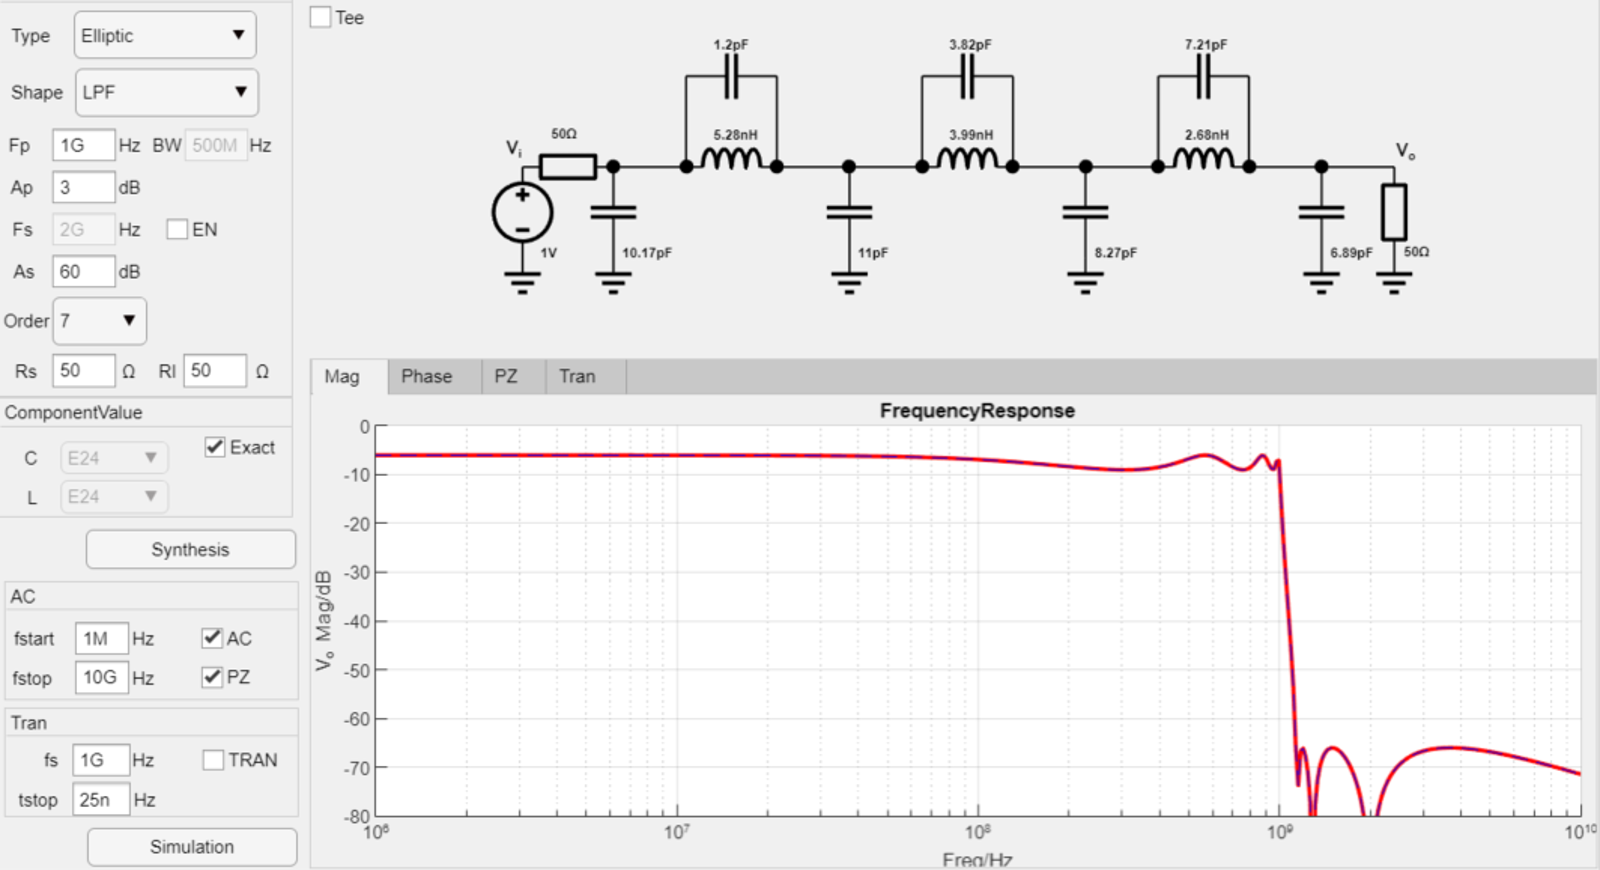 Type Elliptic ▼
Shape LPF ▼
Fp 1G Hz BW 500M Hz
Ap 3 dB
Fs 2G Hz EN
As 60 dB
Order 7 ▼
Rs 50 Ω Rl 50 Ω
ComponentValue
C E24 ▼ Exact
L E24 ▼
Synthesis
AC
fstart 1M Hz AC
fstop 10G Hz PZ
Tran
fs 1G Hz TRAN
tstop 25n Hz
Simulation
Tee
1.2pF 3.82pF 7.21pF
50Ω 5.28nH 3.99nH 2.68nH
Vi Vo
1V 10.17pF 11pF 8.27pF 6.89pF 50Ω
Mag Phase PZ Tran
FrequencyResponse
0
-10
-20
-30
-40
-50
-60
-70
-80
Vo Mag/dB
10^6 10^7 10^8 10^9 10^10
Freq/Hz